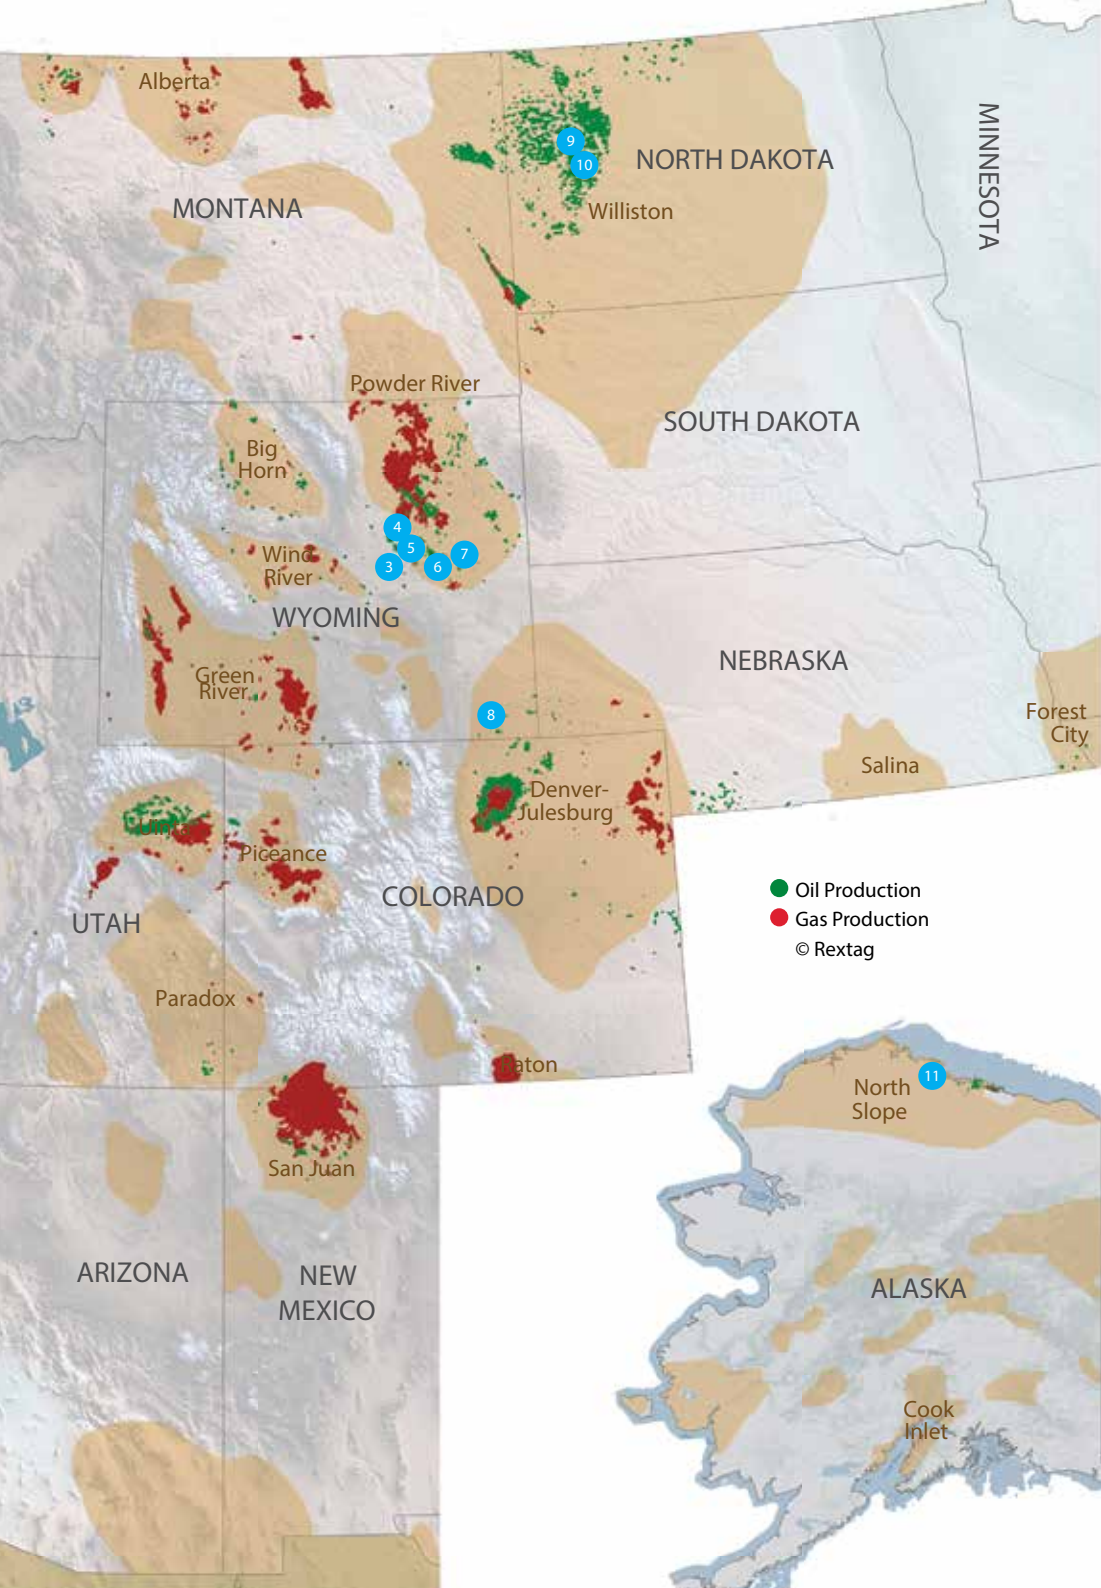 Alberta
MONTANA
9
10
NORTH DAKOTA
MINNESOTA
Williston
Powder River
SOUTH DAKOTA
Big
Horn
4
5
7
3
6
Wind
River
WYOMING
NEBRASKA
Green
River
8
Forest
City
Salina
Denver-
Julesburg
Uinta
Piceance
COLORADO
UTAH
Oil Production
Gas Production
© Rextag
Paradox
Raton
11
North
Slope
San Juan
ARIZONA
NEW
MEXICO
ALASKA
Cook
Inlet